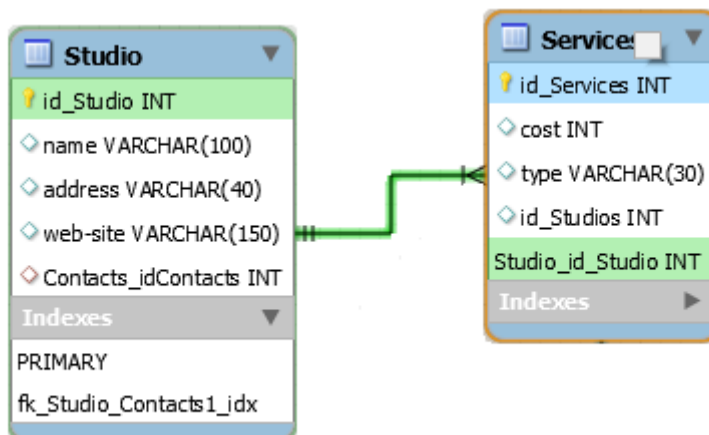 Studio
id_Studio INT
name VARCHAR(100)
address VARCHAR(40)
web-site VARCHAR(150)
Contacts_idContacts INT
Indexes
PRIMARY
fk_Studio_Contacts1_idx
Services
id_Services INT
cost INT
type VARCHAR(30)
id_Studios INT
Studio_id_Studio INT
Indexes